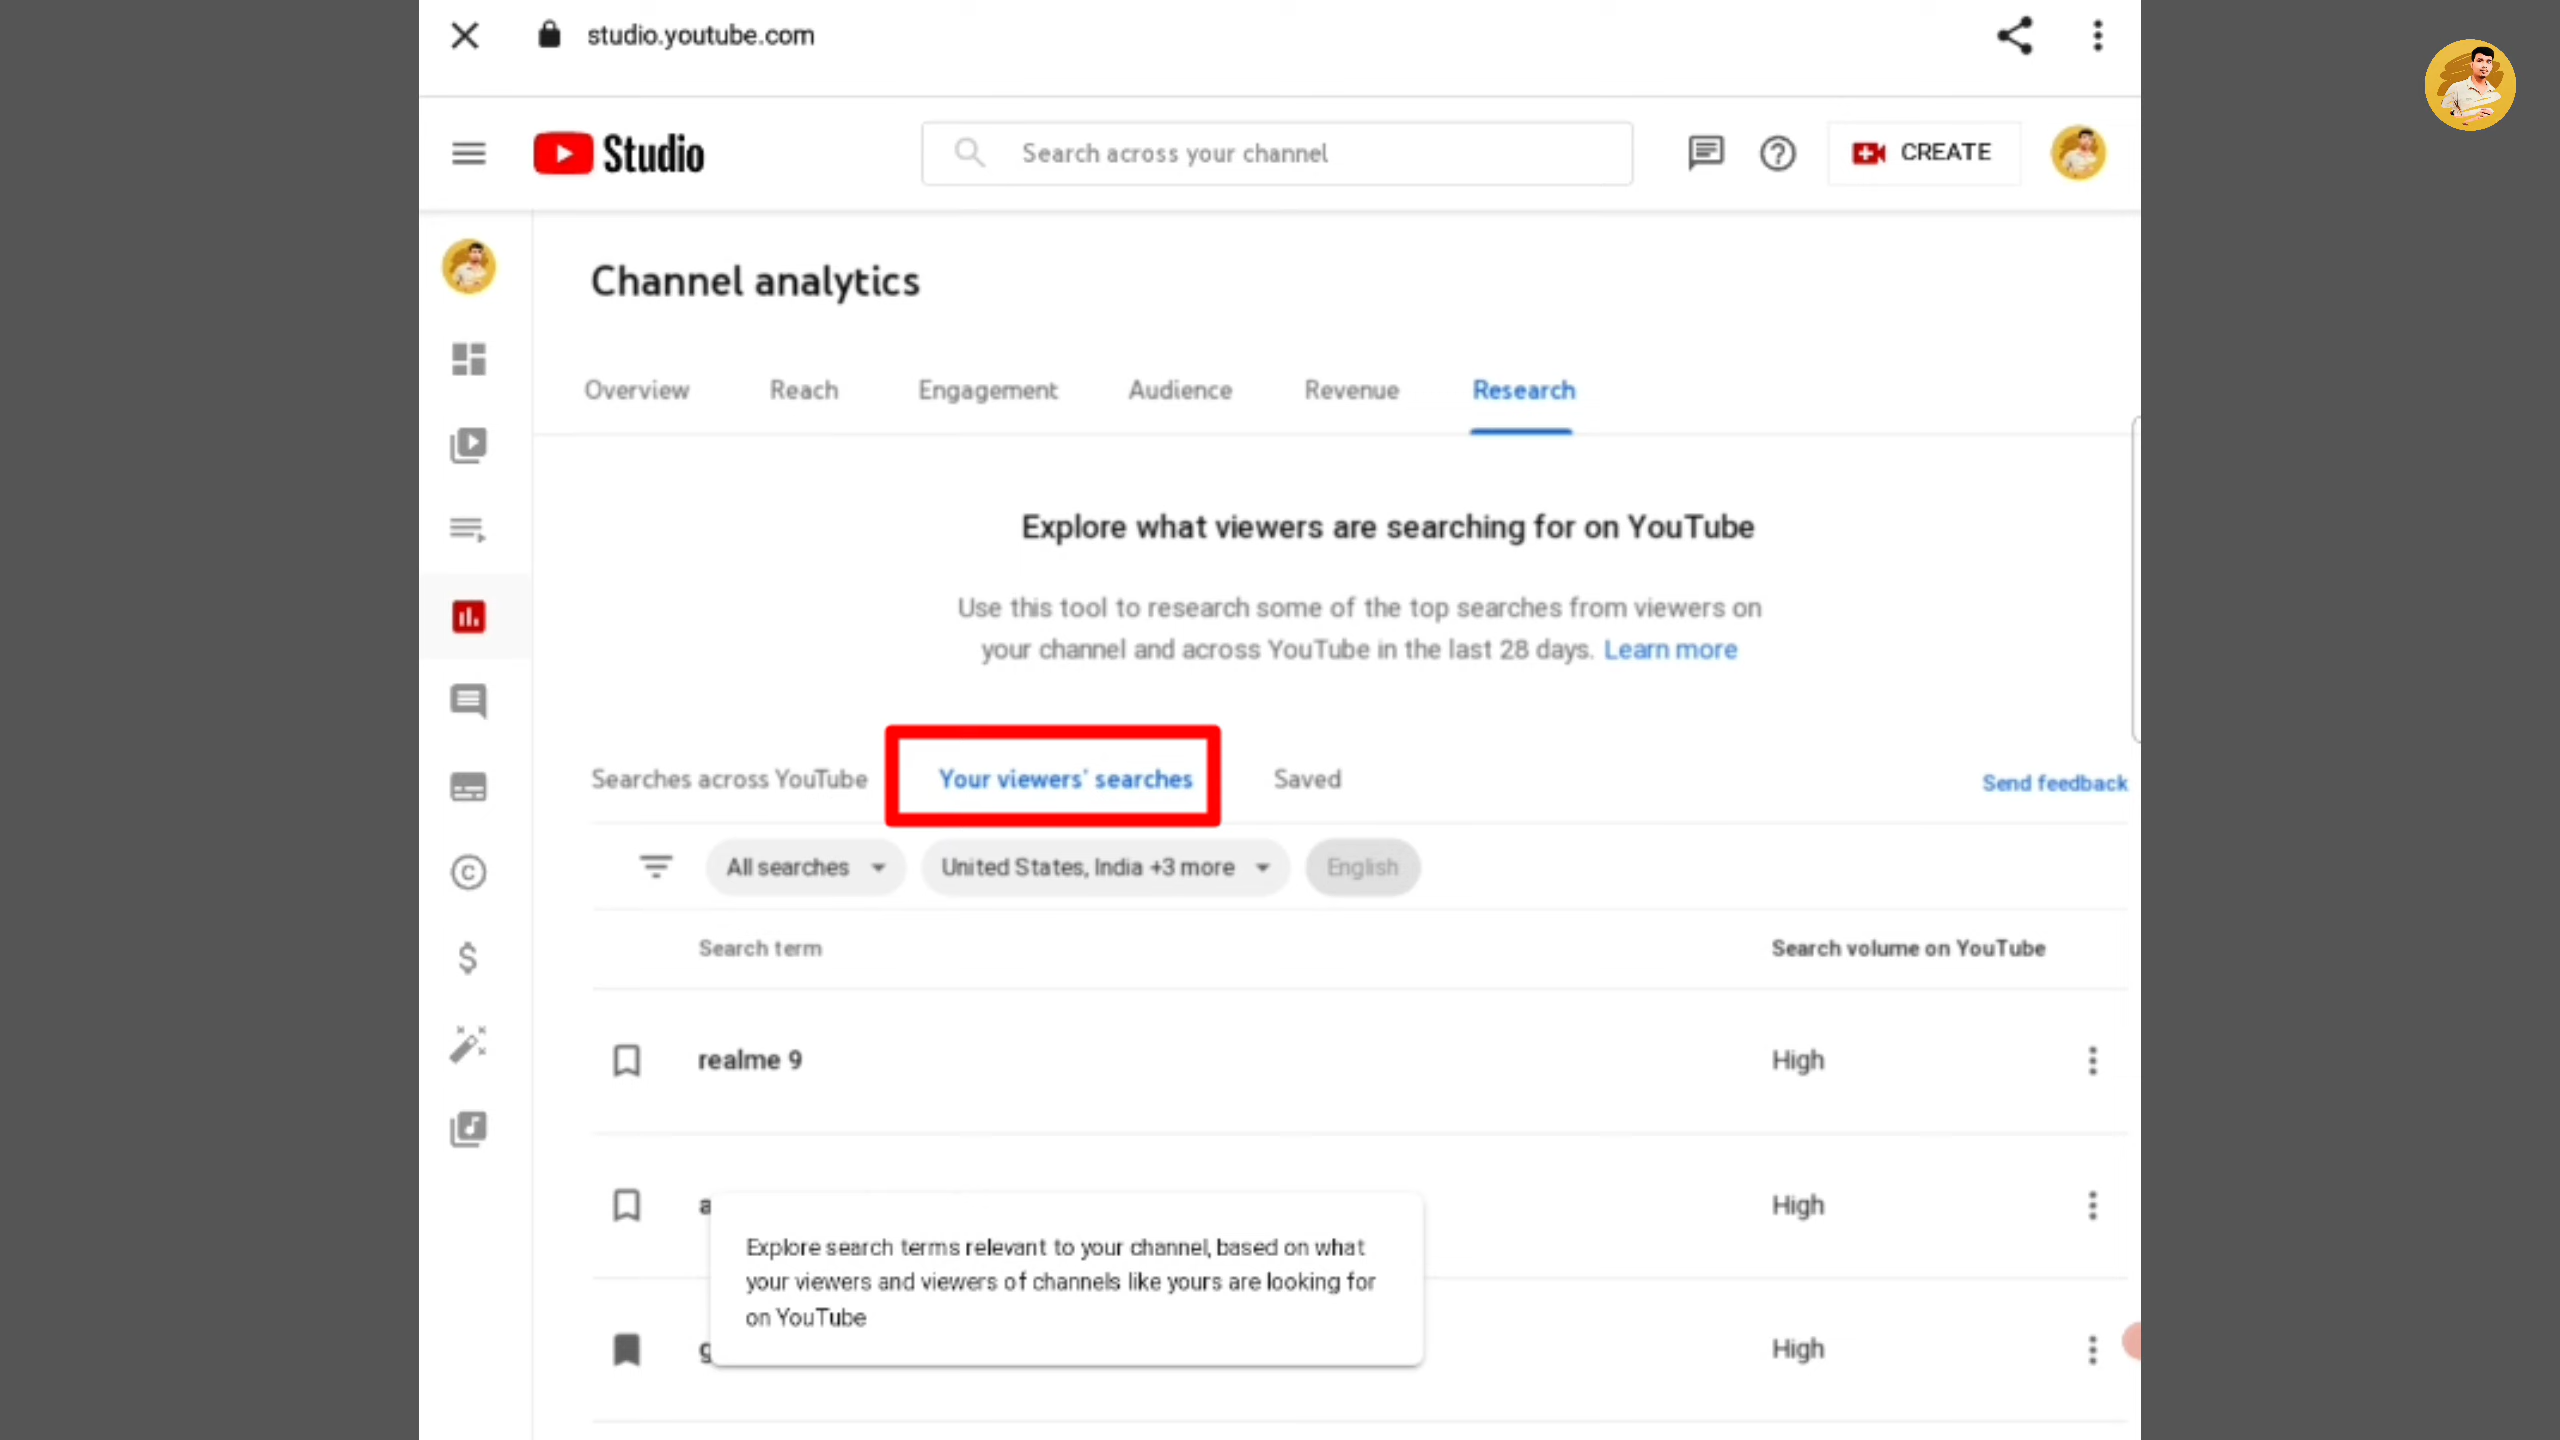 studio.youtube.com
Studio
Search across your channel
CREATE
Channel analytics
Overview
Reach
Engagement
Audience
Revenue
Research
Explore what viewers are searching for on YouTube
Use this tool to research some of the top searches from viewers on
your channel and across YouTube in the last 28 days. Learn more
Searches across YouTube
Your viewers' searches
Saved
Send feedback
All searches
United States, India +3 more
English
Search term
Search volume on YouTube
realme 9
High
High
Explore search terms relevant to your channel, based on what
your viewers and viewers of channels like yours are looking for
on YouTube
High